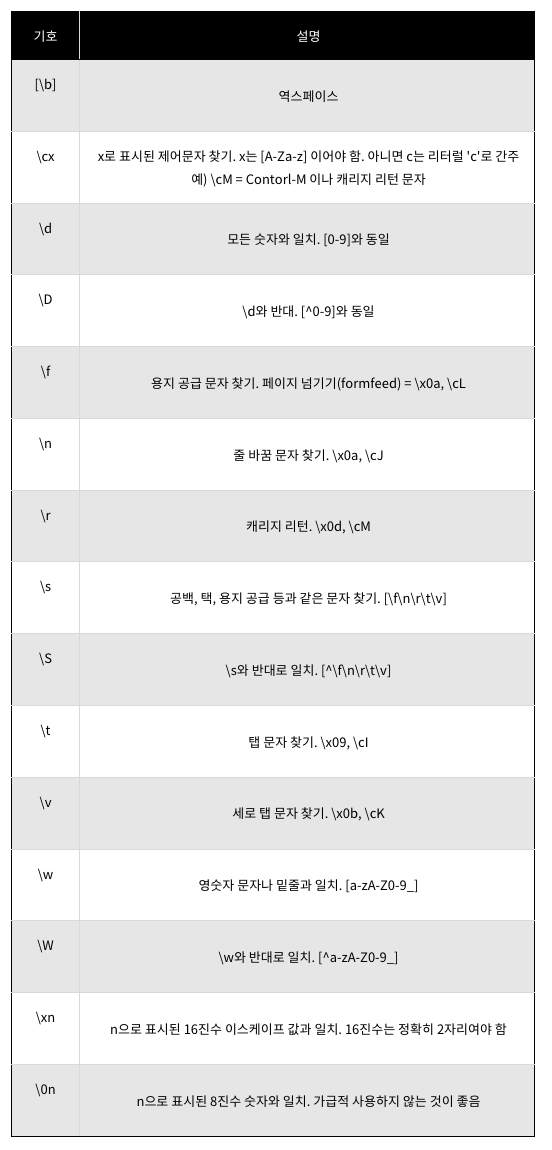 기호 설명
[\b] 역스페이스
\cx x로 표시된 제어문자 찾기. x는 [A-Za-z] 이어야 함. 아니면 c는 리터럴 'c'로 간주
예) \cM = Contorl-M 이나 캐리지 리턴 문자
\d 모든 숫자와 일치. [0-9]와 동일
\D \d와 반대. [^0-9]와 동일
\f 용지 공급 문자 찾기. 페이지 넘기기(formfeed) = \x0a, \cL
\n 줄 바꿈 문자 찾기. \x0a, \cJ
\r 캐리지 리턴. \x0d, \cM
\s 공백, 택, 용지 공급 등과 같은 문자 찾기. [\f\n\r\t\v]
\S \s와 반대로 일치. [^\f\n\r\t\v]
\t 탭 문자 찾기. \x09, \cI
\v 세로 탭 문자 찾기. \x0b, \cK
\w 영숫자 문자나 밑줄과 일치. [a-zA-Z0-9_]
\W \w와 반대로 일치. [^a-zA-Z0-9_]
\xn n으로 표시된 16진수 이스케이프 값과 일치. 16진수는 정확히 2자리여야 함
\0n n으로 표시된 8진수 숫자와 일치. 가급적 사용하지 않는 것이 좋음